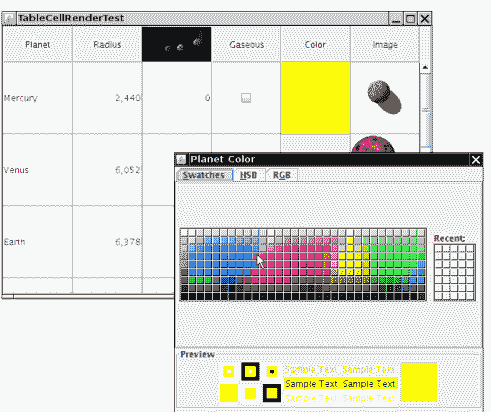 TableCellRenderTest
Planet Radius Gaseous Color Image
Mercury 2,440 0
Venus 6,052
Earth 6,378
Planet Color
Swatches HSB RGB
Recent:
Preview
Sample Text Sample Text
Sample Text Sample Text
Sample Text Sample Text